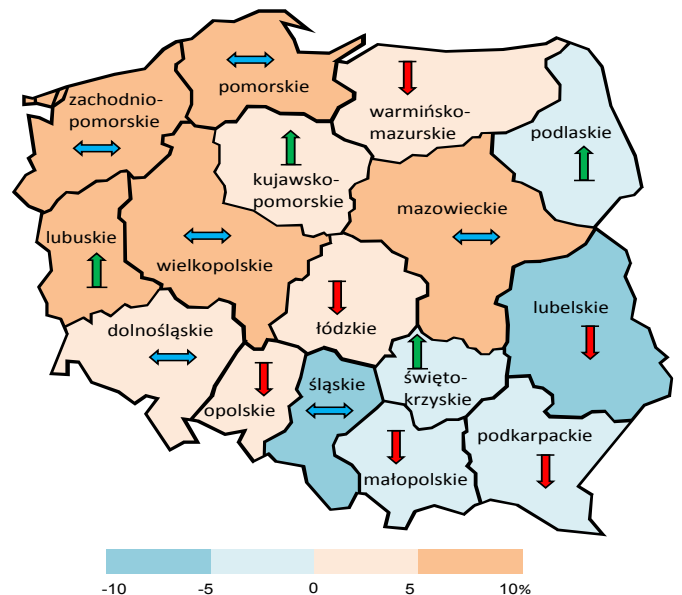 pomorskie
zachodnio-
pomorskie
warmińsko-
mazurskie
podlaskie
kujawsko-
pomorskie
mazowieckie
lubuskie
wielkopolskie
lubelskie
dolnośląskie
łódzkie
święto-
krzyskie
śląskie
opolskie
podkarpackie
małopolskie
-10 -5 0 5 10%